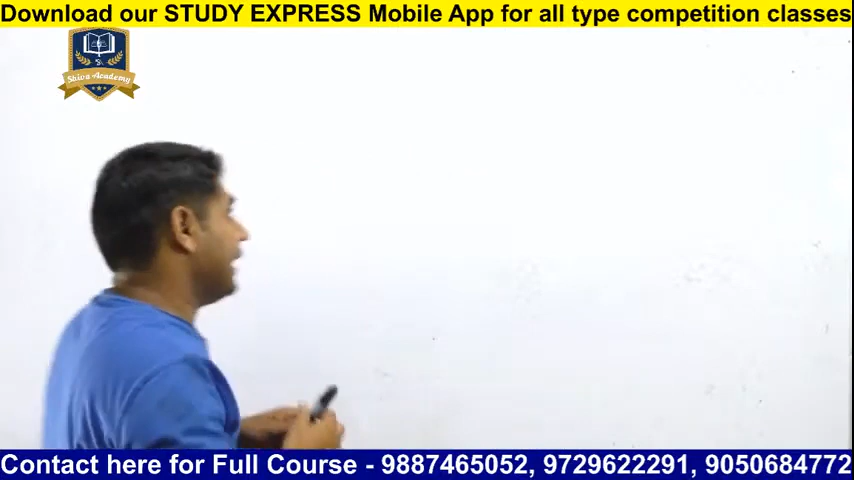 Download our STUDY EXPRESS Mobile App for all type competition classes
Shiva Academy
Contact here for Full Course - 9887465052, 9729622291, 9050684772